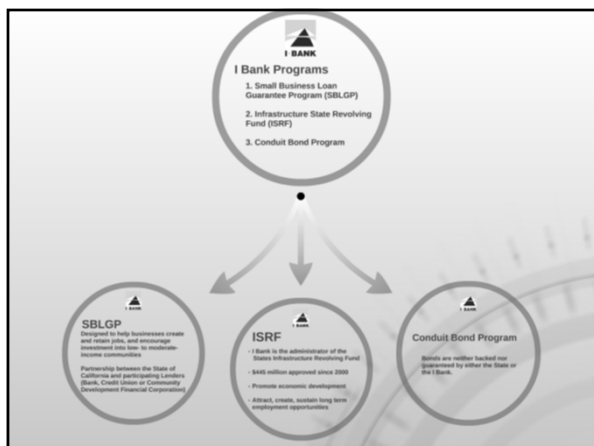 I·BANK
I Bank Programs
1. Small Business Loan
Guarantee Program (SBLGP)
2. Infrastructure State Revolving
Fund (ISRF)
3. Conduit Bond Program
I·BANK
SBLGP
Designed to help businesses create
and retain jobs, and encourage
investment into low- to moderate-
income communities
Partnership between the State of
California and participating Lenders
(Bank, Credit Union or Community
Development Financial Corporation)
I·BANK
ISRF
- I Bank is the administrator of the
States Infrastructure Revolving Fund
- $445 million approved since 2000
- Promote economic development
- Attract, create, sustain long term
employment opportunities
I·BANK
Conduit Bond Program
Bonds are neither backed nor
guaranteed by either the State or
the I Bank.